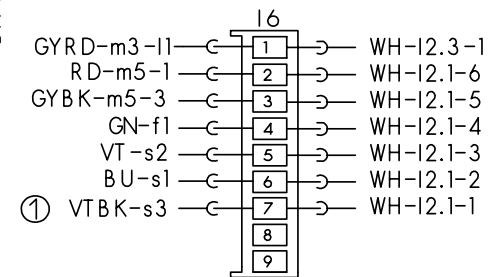 I6
GYRD-m3-I1 1 WH-I2.3-1
RD-m5-1 2 WH-I2.1-6
GYBK-m5-3 3 WH-I2.1-5
GN-f1 4 WH-I2.1-4
VT-s2 5 WH-I2.1-3
BU-s1 6 WH-I2.1-2
① VTBK-s3 7 WH-I2.1-1
8
9